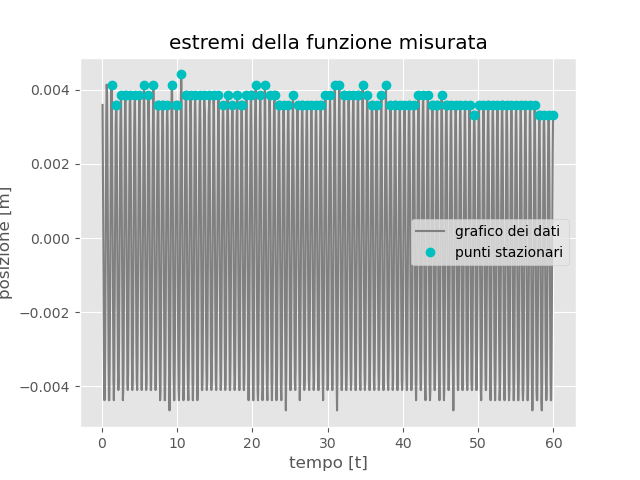 estremi della funzione misurata
posizione [m]
0.004
0.002
0.000
−0.002
−0.004
grafico dei dati
punti stazionari
0 10 20 30 40 50 60
tempo [t]